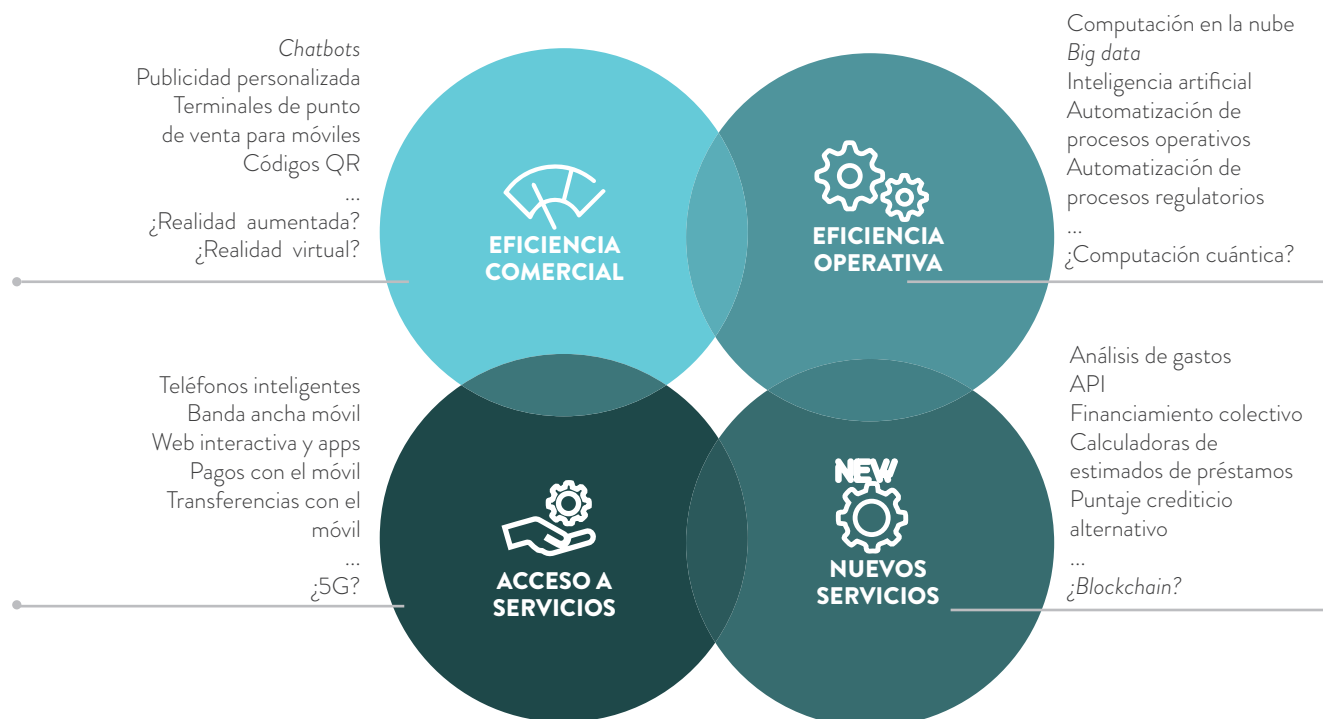 Chatbots
Publicidad personalizada
Terminales de punto
de venta para móviles
Códigos QR
...
¿Realidad aumentada?
¿Realidad virtual?
EFICIENCIA
COMERCIAL
EFICIENCIA
OPERATIVA
Computación en la nube
Big data
Inteligencia artificial
Automatización de
procesos operativos
Automatización de
procesos regulatorios
...
¿Computación cuántica?
Teléfonos inteligentes
Banda ancha móvil
Web interactiva y apps
Pagos con el móvil
Transferencias con el
móvil
...
¿5G?
ACCESO A
SERVICIOS
NEW
NUEVOS
SERVICIOS
Análisis de gastos
API
Financiamiento colectivo
Calculadoras de
estimados de préstamos
Puntaje crediticio
alternativo
...
¿Blockchain?